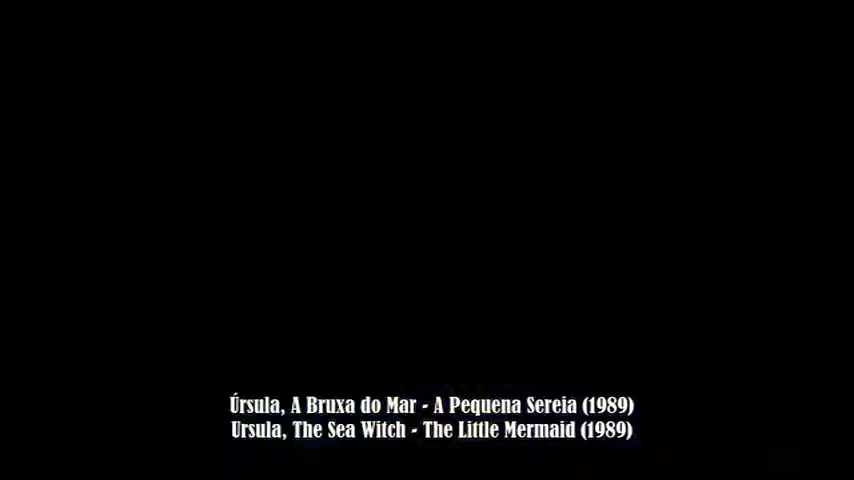 Úrsula, A Bruxa do Mar - A Pequena Sereia (1989)
Ursula, The Sea Witch - The Little Mermaid (1989)